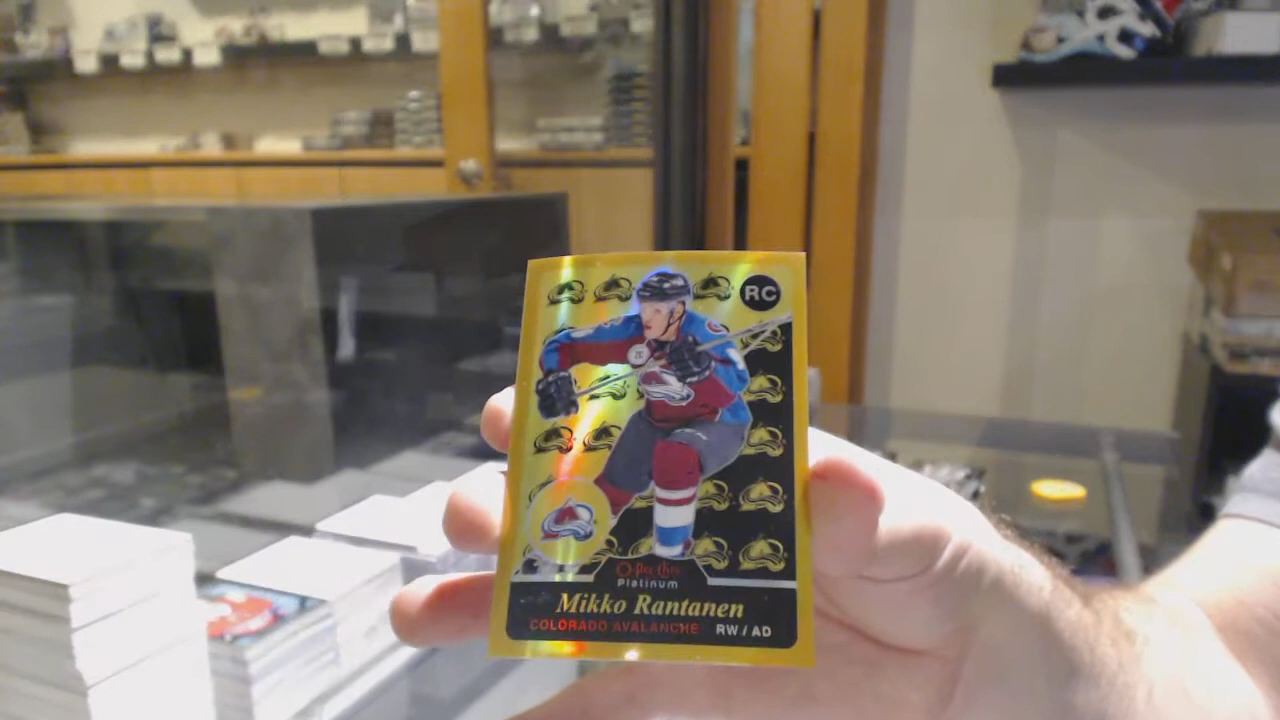 RC
O-Pee-Chee
Platinum
Mikko Rantanen
COLORADO AVALANCHE RW / AD